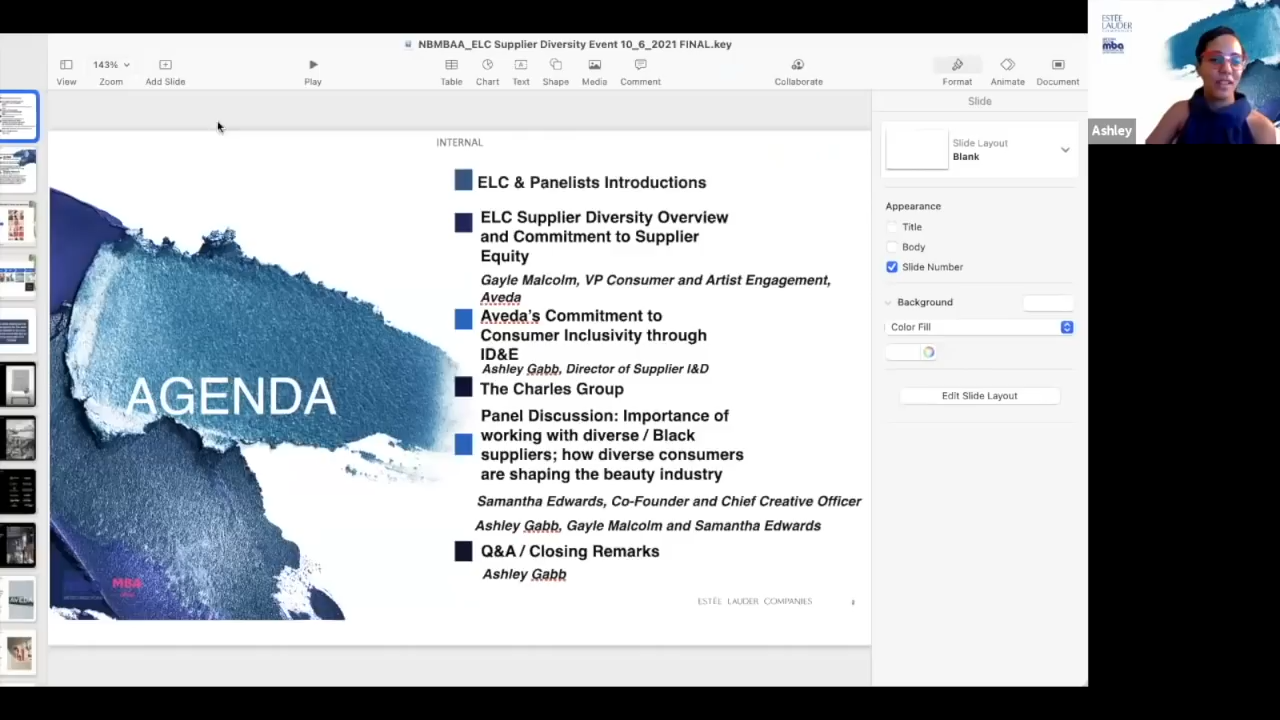 NBMBAA_ELC Supplier Diversity Event 10_6_2021 FINAL.key
143%
View
Zoom
Add Slide
Play
Table
Chart
Text
Shape
Media
Comment
Collaborate
Format
Animate
Document
Slide
Slide Layout
Blank
Appearance
Title
Body
Slide Number
Background
Color Fill
Edit Slide Layout
INTERNAL
AGENDA
ELC & Panelists Introductions
ELC Supplier Diversity Overview
and Commitment to Supplier
Equity
Gayle Malcolm, VP Consumer and Artist Engagement,
Aveda
Aveda's Commitment to
Consumer Inclusivity through
ID&E
Ashley Gabb, Director of Supplier I&D
The Charles Group
Panel Discussion: Importance of
working with diverse / Black
suppliers; how diverse consumers
are shaping the beauty industry
Samantha Edwards, Co-Founder and Chief Creative Officer
Ashley Gabb, Gayle Malcolm and Samantha Edwards
Q&A / Closing Remarks
Ashley Gabb
MBA
ESTĒE LAUDER COMPANIES
ESTĒE
LAUDER
COMPANIES
mba
Ashley